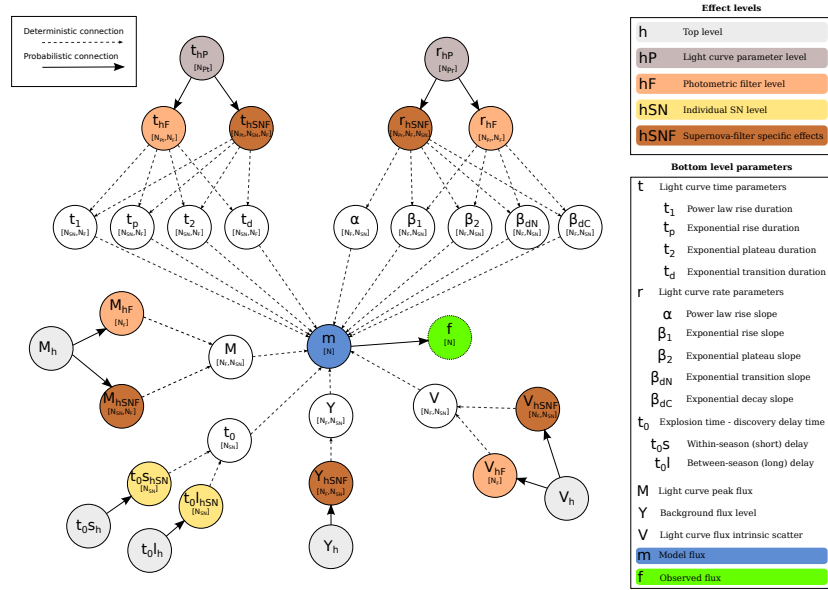 Deterministic connection
Probabilistic connection
t_hP
[N_Pt]
r_hP
[N_Pr]
t_hF
[N_Pt,N_F]
t_hSNF
[N_Pt,N_SN,N_F]
r_hSNF
[N_Pr,N_F,N_SN]
r_hF
[N_Pr,N_F]
t_1
[N_SN,N_F]
t_p
[N_SN,N_F]
t_2
[N_SN,N_F]
t_d
[N_SN,N_F]
α
[N_F,N_SN]
β_1
[N_F,N_SN]
β_2
[N_F,N_SN]
β_dN
[N_F,N_SN]
β_dC
[N_F,N_SN]
M_hF
[N_F]
M_h
M_hSNF
[N_SN,N_F]
M
[N_F,N_SN]
m
[N]
f
[N]
t_0
[N_SN]
t_0s_hSN
[N_SN]
t_0l_hSN
[N_SN]
t_0s_h
t_0l_h
Y
[N_F,N_SN]
Y_hSNF
[N_F,N_SN]
Y_h
V
[N_F,N_SN]
V_hSNF
[N_F,N_SN]
V_hF
[N_F]
V_h
Effect levels
h Top level
hP Light curve parameter level
hF Photometric filter level
hSN Individual SN level
hSNF Supernova-filter specific effects
Bottom level parameters
t Light curve time parameters
t_1 Power law rise duration
t_p Exponential rise duration
t_2 Exponential plateau duration
t_d Exponential transition duration
r Light curve rate parameters
α Power law rise slope
β_1 Exponential rise slope
β_2 Exponential plateau slope
β_dN Exponential transition slope
β_dC Exponential decay slope
t_0 Explosion time - discovery delay time
t_0s Within-season (short) delay
t_0l Between-season (long) delay
M Light curve peak flux
Y Background flux level
V Light curve flux intrinsic scatter
m Model flux
f Observed flux